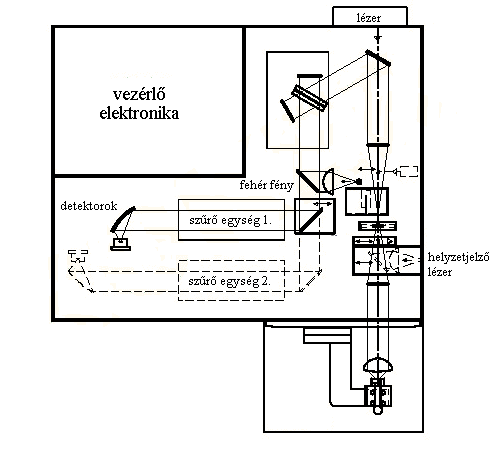 lézer
vezérlő
elektronika
fehér fény
detektorok
szűrő egység 1.
helyzetjelző
lézer
szűrő egység 2.